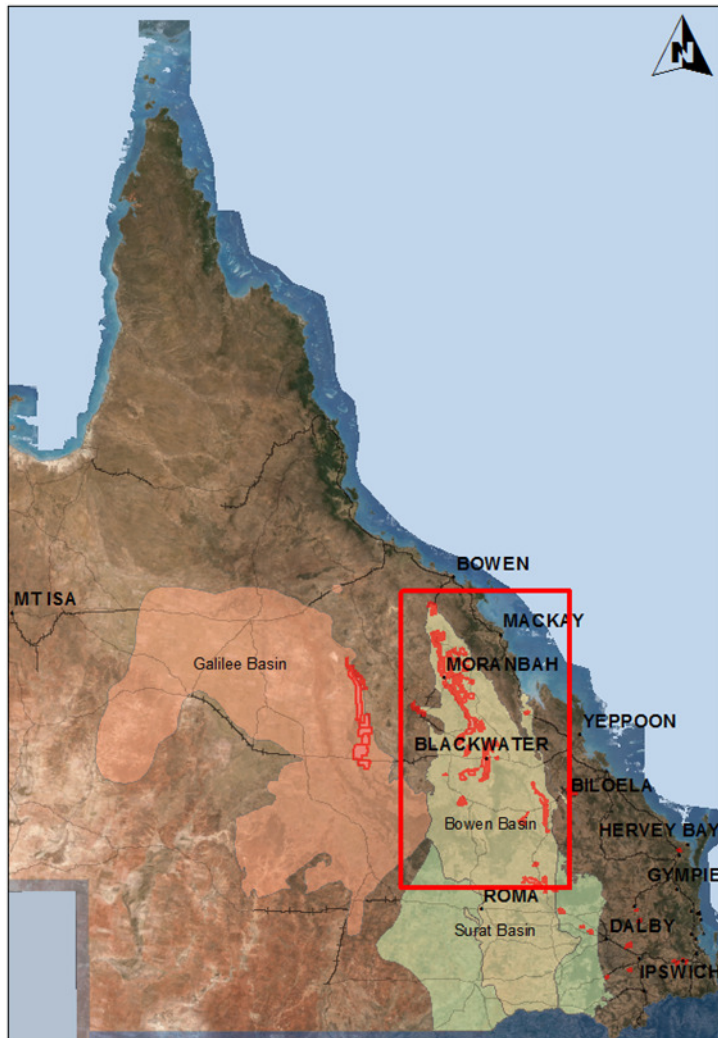 N
BOWEN
MT ISA
MACKAY
Galilee Basin
MORANBAH
YEPPOON
BLACKWATER
BILOELA
Bowen Basin
HERVEY BAY
GYMPIE
ROMA
DALBY
Surat Basin
IPSWICH